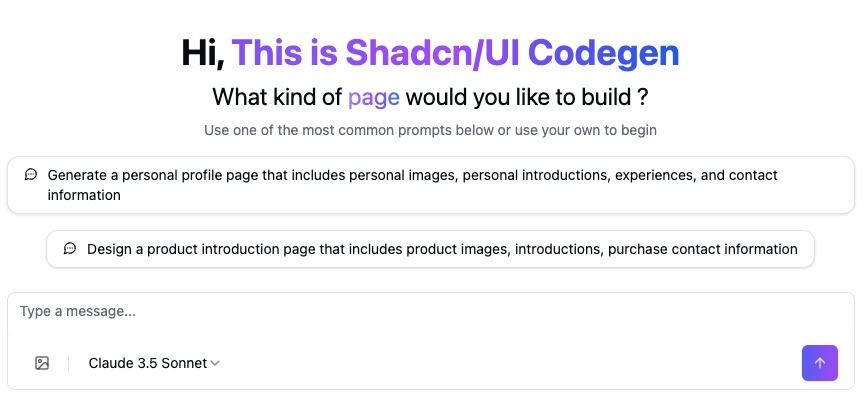 Hi, This is Shadcn/UI Codegen
What kind of page would you like to build ?
Use one of the most common prompts below or use your own to begin
Generate a personal profile page that includes personal images, personal introductions, experiences, and contact
information
Design a product introduction page that includes product images, introductions, purchase contact information
Type a message...
Claude 3.5 Sonnet